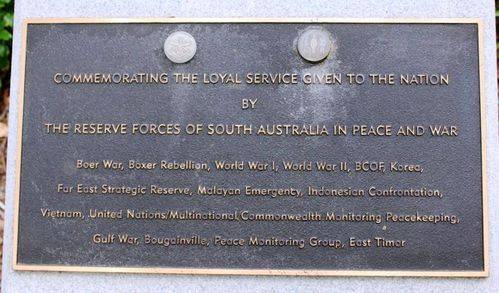 COMMEMORATING THE LOYAL SERVICE GIVEN TO THE NATION
BY
THE RESERVE FORCES OF SOUTH AUSTRALIA IN PEACE AND WAR
Boer War, Boxer Rebellion, World War I, World War II, BCOF, Korea,
Far East Strategic Reserve, Malayan Emergency, Indonesian Confrontation,
Vietnam, United Nations/Multinational/Commonwealth Monitoring Peacekeeping,
Gulf War, Bougainville, Peace Monitoring Group, East Timor